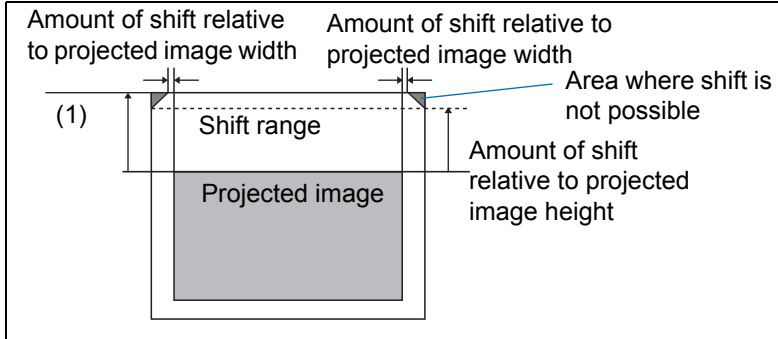 Amount of shift relative
to projected image width
Amount of shift relative to
projected image width
Area where shift is
not possible
(1)
Shift range
Amount of shift
relative to projected
image height
Projected image